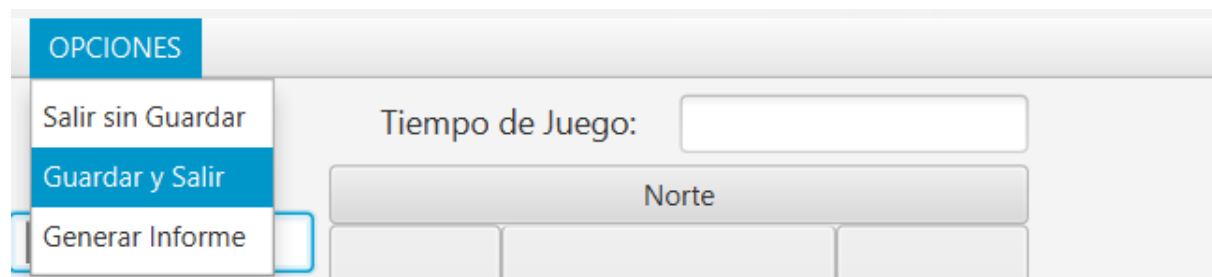 OPCIONES
Salir sin Guardar
Guardar y Salir
Generar Informe
Tiempo de Juego:
Norte